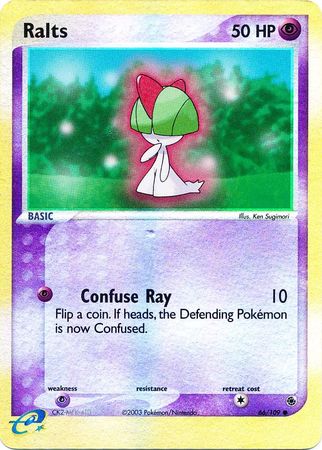 Ralts
50 HP
BASIC
Illus. Ken Sugimori
Confuse Ray 10
Flip a coin. If heads, the Defending Pokémon
is now Confused.
weakness resistance retreat cost
©2003 Pokémon/Nintendo
66/109
e